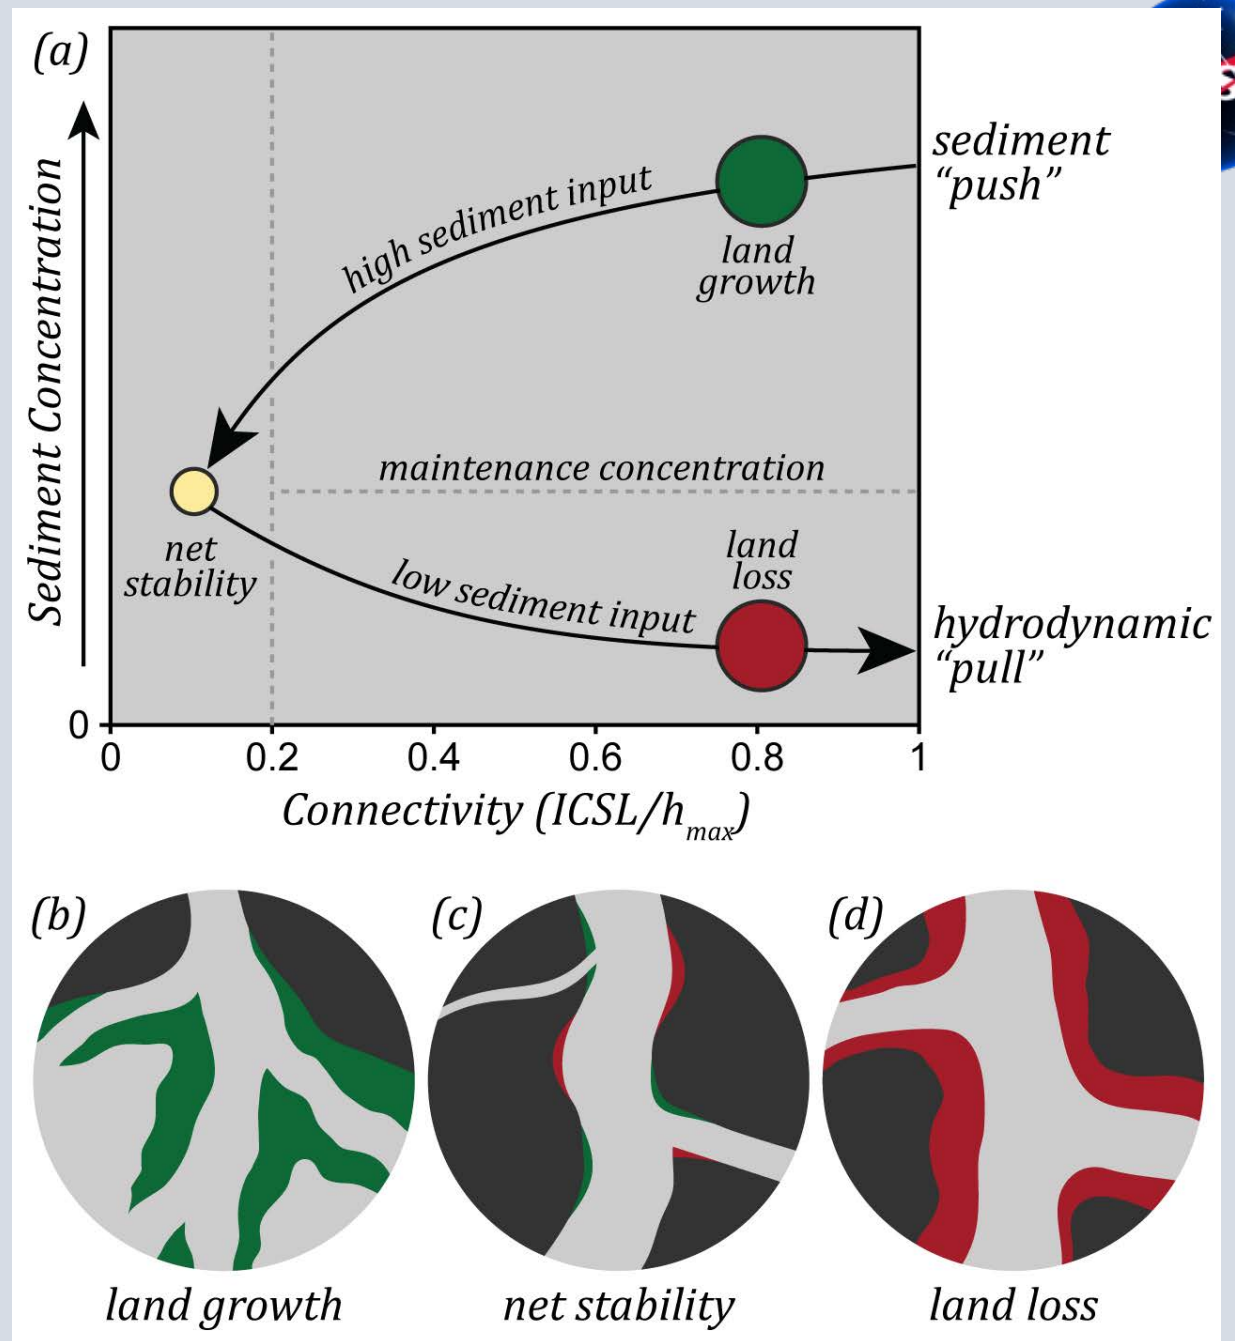 (a)
Sediment Concentration
sediment
“push”
high sediment input
land
growth
maintenance concentration
net
stability
land
loss
low sediment input
hydrodynamic
“pull”
0
0 0.2 0.4 0.6 0.8 1
Connectivity (ICSL/hmax)
(b) (c) (d)
land growth net stability land loss